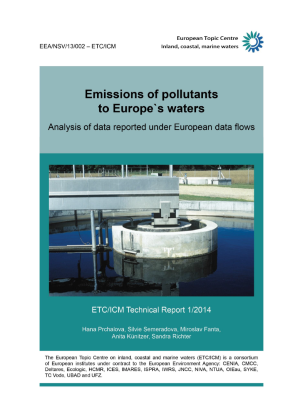 EEA/NSV/13/002 – ETC/ICM
European Topic Centre
Inland, coastal, marine waters
Emissions of pollutants
to Europe`s waters
Analysis of data reported under European data flows
ETC/ICM Technical Report 1/2014
Hana Prchalova, Silvie Semeradova, Miroslav Fanta,
Anita Künitzer, Sandra Richter
The European Topic Centre on inland, coastal and marine waters (ETC/ICM) is a consortium
of European institutes under contract to the European Environment Agency: CENIA, CMCC,
Deltares, Ecologic, HCMR, ICES, IMARES, ISPRA, IWRS, JNCC, NIVA, NTUA, OIEau, SYKE,
TC Vode, UBAD and UFZ.